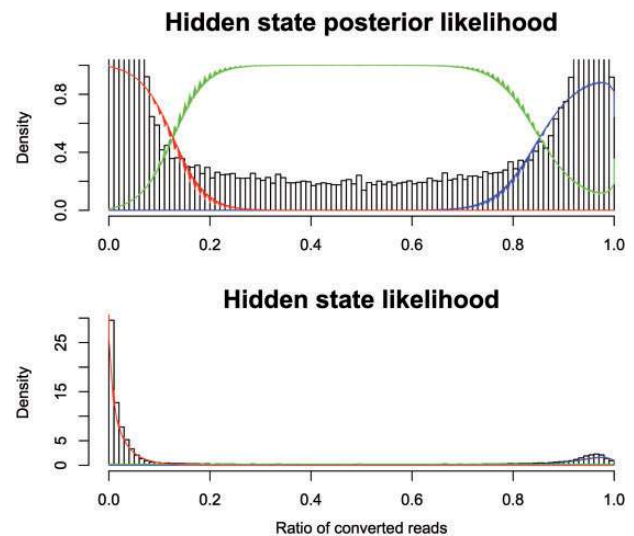 Hidden state posterior likelihood
Density
0.0 0.4 0.8
0.0 0.2 0.4 0.6 0.8 1.0
Hidden state likelihood
Density
0 5 15 25
0.0 0.2 0.4 0.6 0.8 1.0
Ratio of converted reads